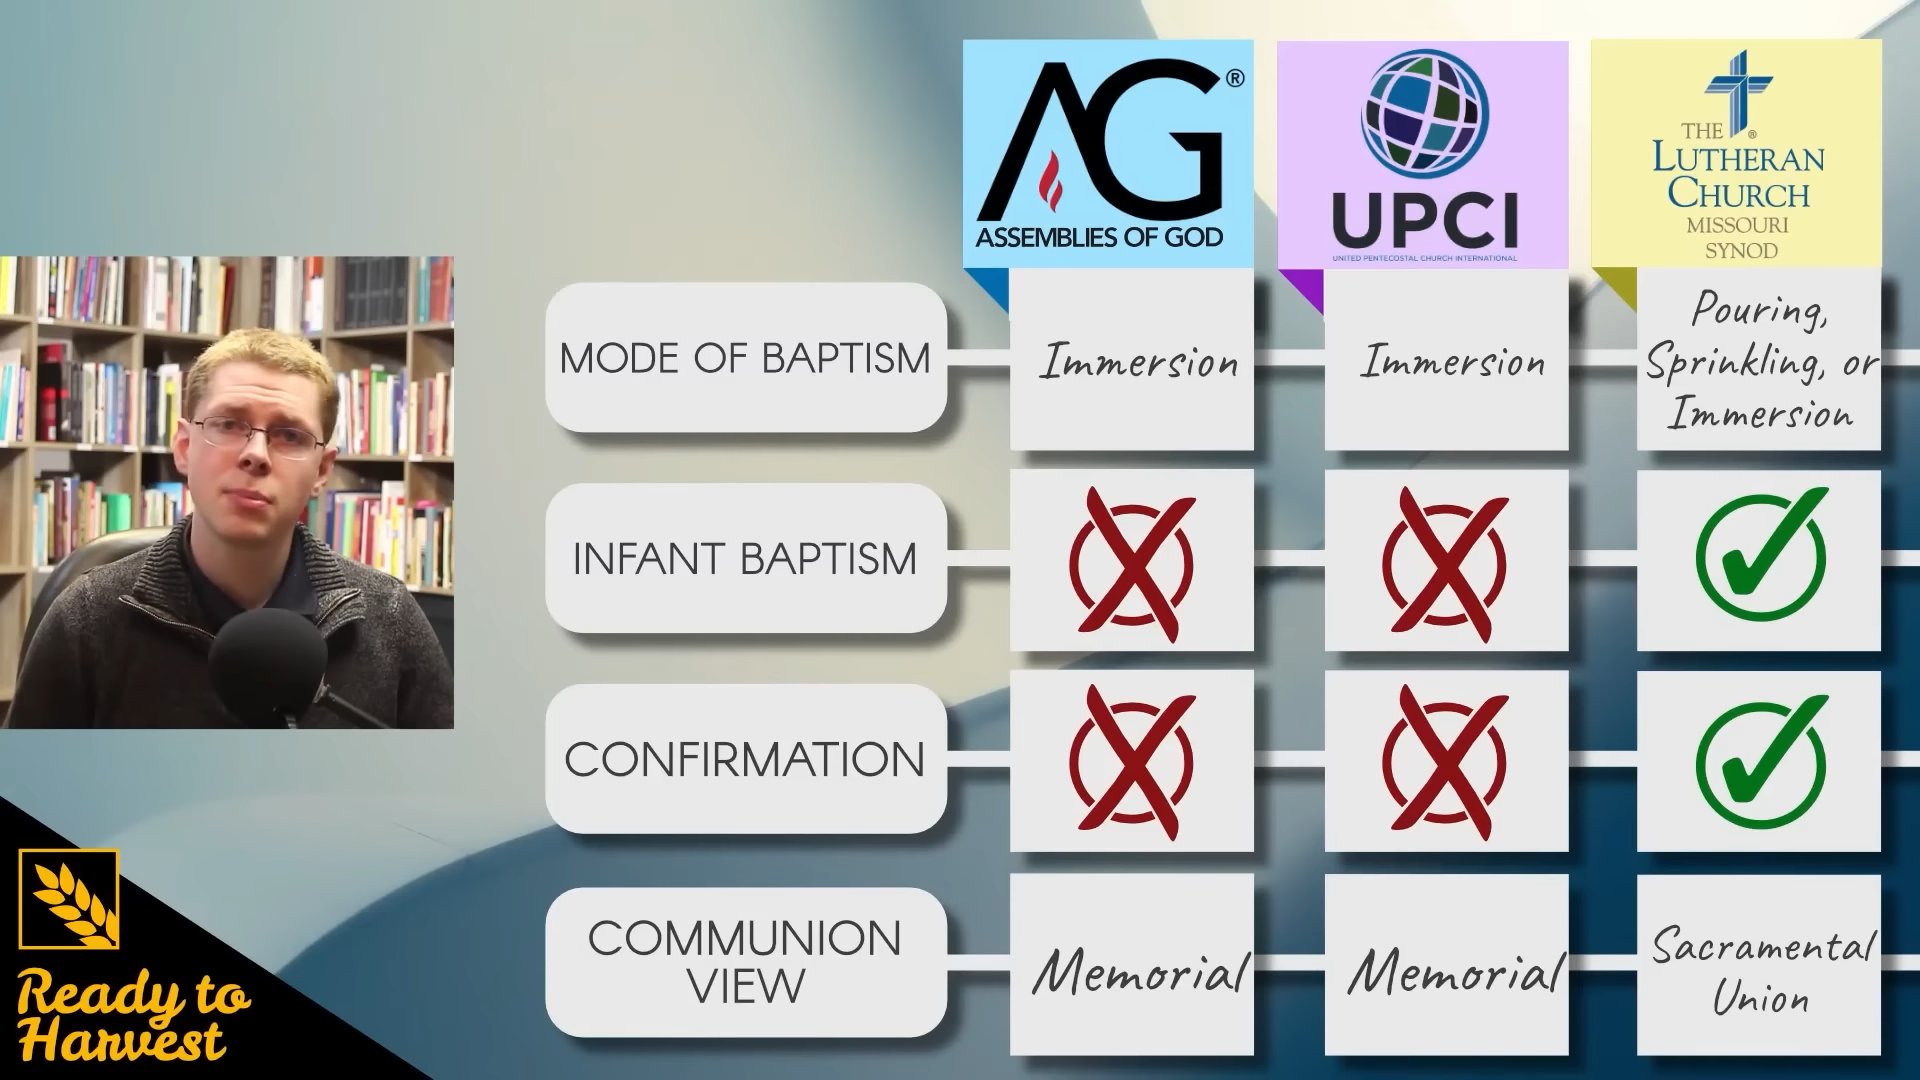 AG®
ASSEMBLIES OF GOD
UPCI
UNITED PENTECOSTAL CHURCH INTERNATIONAL
THE ®
LUTHERAN
CHURCH
MISSOURI
SYNOD
MODE OF BAPTISM
Immersion
Immersion
Pouring,
Sprinkling, or
Immersion
INFANT BAPTISM
CONFIRMATION
COMMUNION
VIEW
Memorial
Memorial
Sacramental
Union
Ready to
Harvest